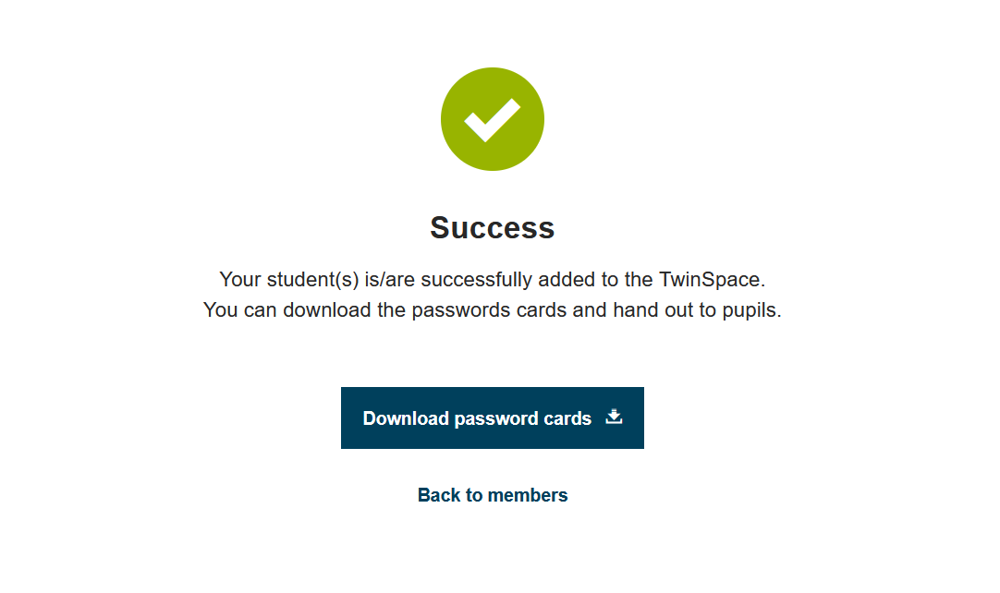 Success
Your student(s) is/are successfully added to the TwinSpace.
You can download the passwords cards and hand out to pupils.
Download password cards
Back to members